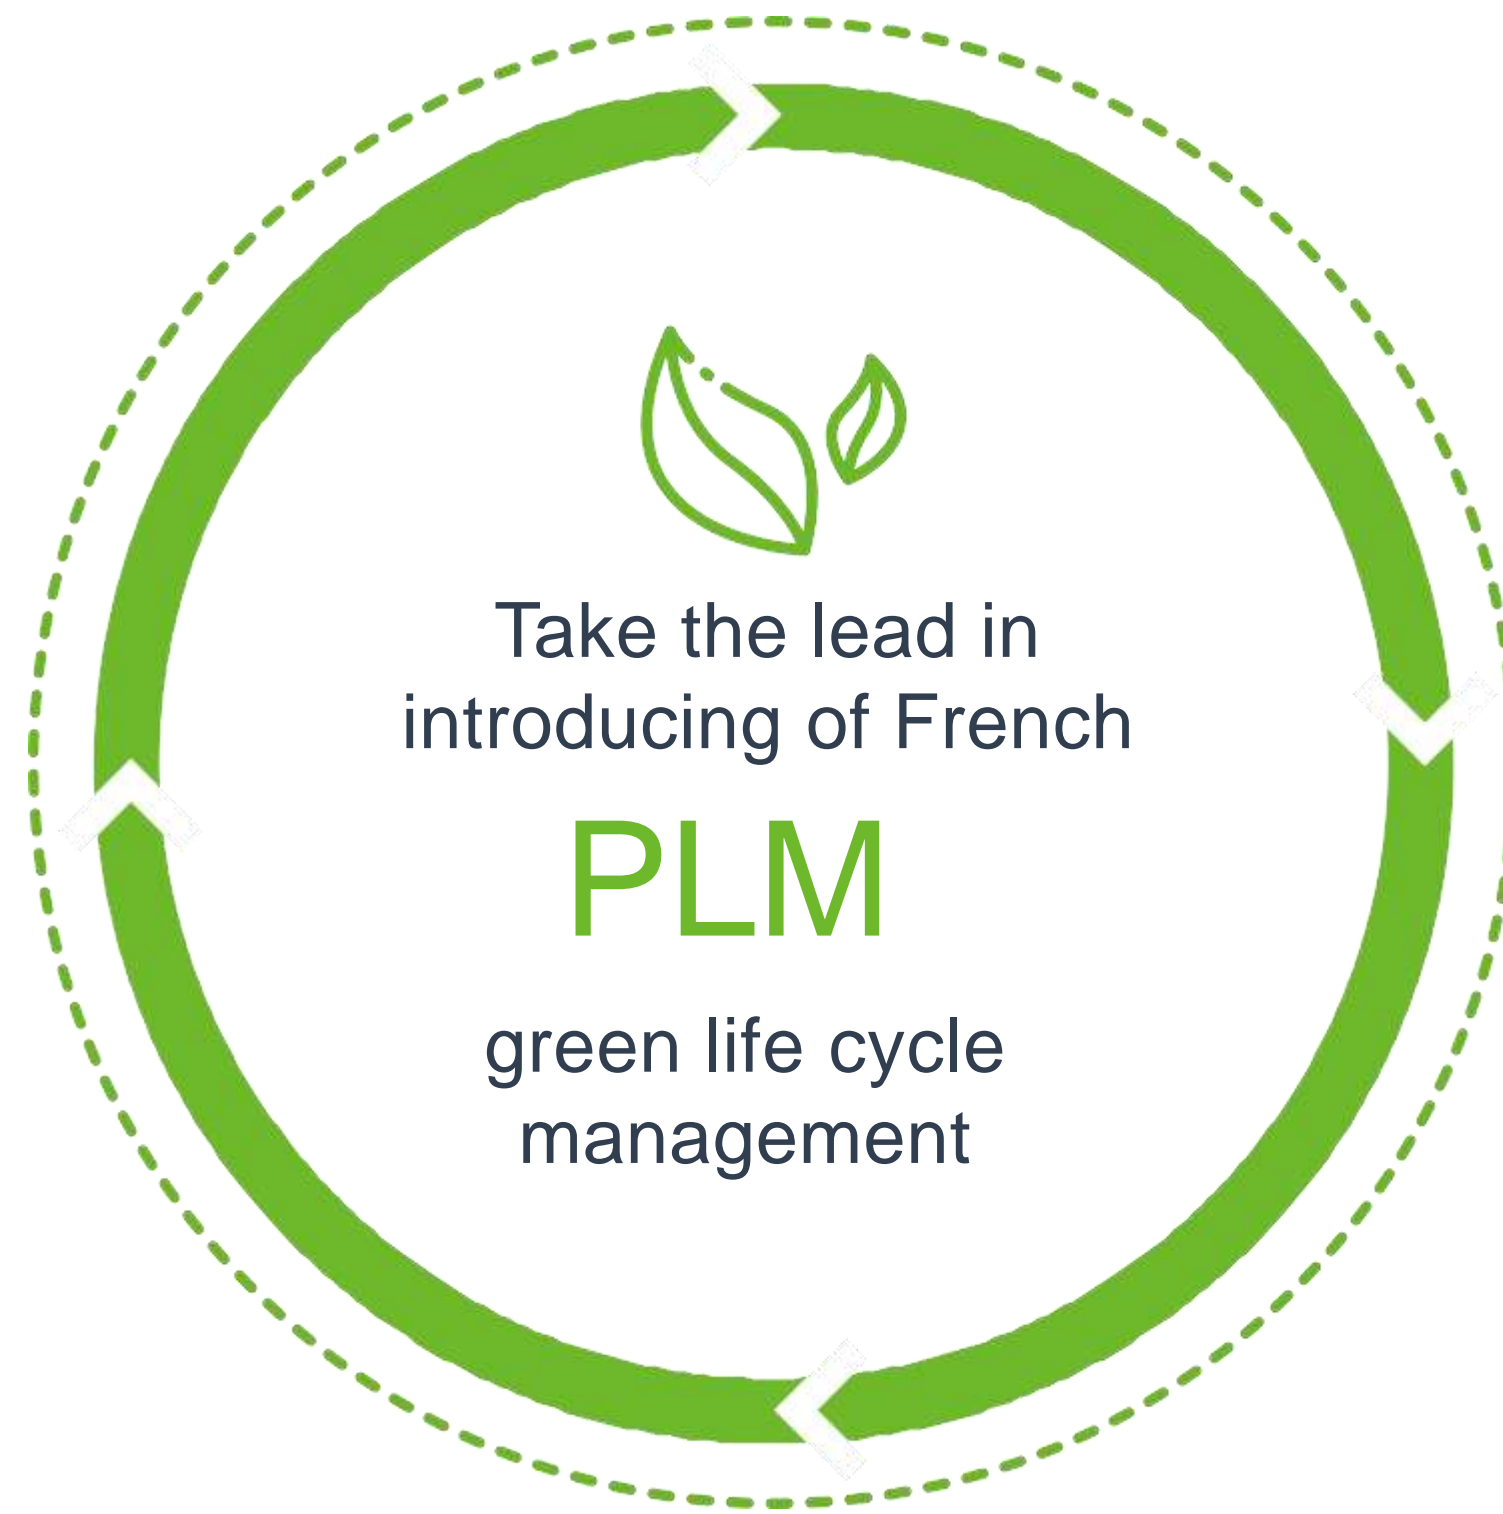 Take the lead in
introducing of French
PLM
green life cycle
management